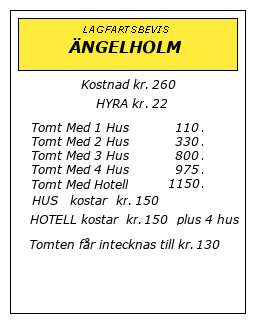 LAGFARTSBEVIS
ÄNGELHOLM
Kostnad kr. 260
HYRA kr. 22
Tomt Med 1 Hus 110.
Tomt Med 2 Hus 330.
Tomt Med 3 Hus 800.
Tomt Med 4 Hus 975.
Tomt Med Hotell 1150.
HUS kostar kr. 150
HOTELL kostar kr. 150 plus 4 hus
Tomten får intecknas till kr. 130